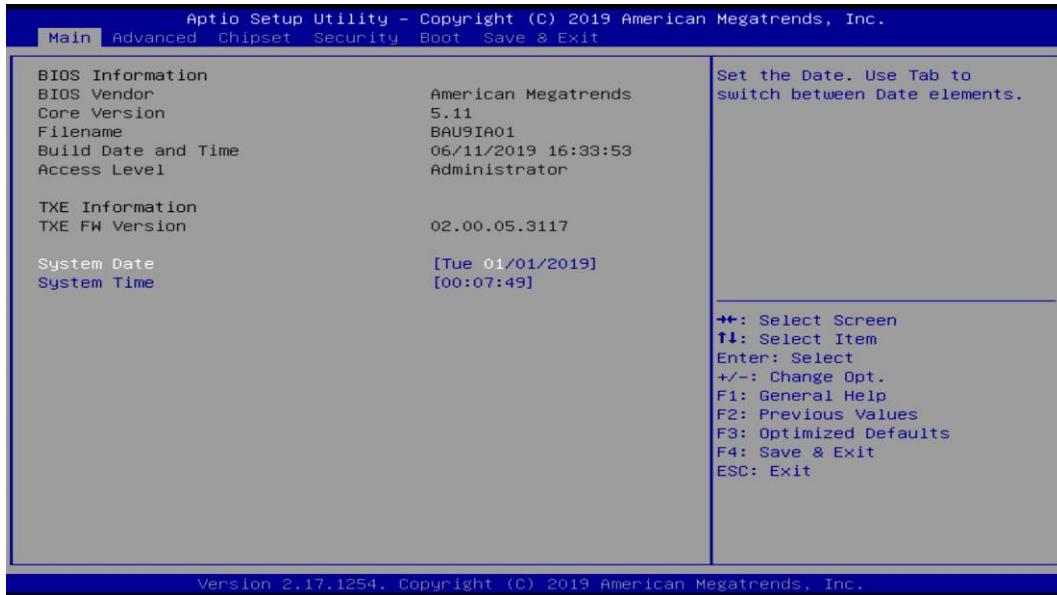 Aptio Setup Utility – Copyright (C) 2019 American Megatrends, Inc.
Main Advanced Chipset Security Boot Save & Exit
BIOS Information
BIOS Vendor American Megatrends
Core Version 5.11
Filename BAU9IA01
Build Date and Time 06/11/2019 16:33:53
Access Level Administrator
TXE Information
TXE FW Version 02.00.05.3117
System Date [Tue 01/01/2019]
System Time [00:07:49]
Set the Date. Use Tab to
switch between Date elements.
→←: Select Screen
↑↓: Select Item
Enter: Select
+/-: Change Opt.
F1: General Help
F2: Previous Values
F3: Optimized Defaults
F4: Save & Exit
ESC: Exit
Version 2.17.1254. Copyright (C) 2019 American Megatrends, Inc.